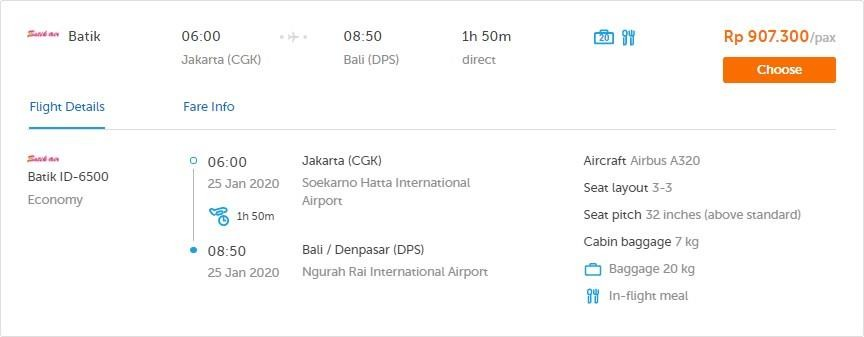 Batik air Batik 06:00 08:50 1h 50m 20 Rp 907.300/pax
Jakarta (CGK) Bali (DPS) direct Choose
Flight Details Fare Info
Batik air
Batik ID-6500
Economy
06:00 Jakarta (CGK)
25 Jan 2020 Soekarno Hatta International
Airport
1h 50m
08:50 Bali / Denpasar (DPS)
25 Jan 2020 Ngurah Rai International Airport
Aircraft Airbus A320
Seat layout 3-3
Seat pitch 32 inches (above standard)
Cabin baggage 7 kg
Baggage 20 kg
In-flight meal